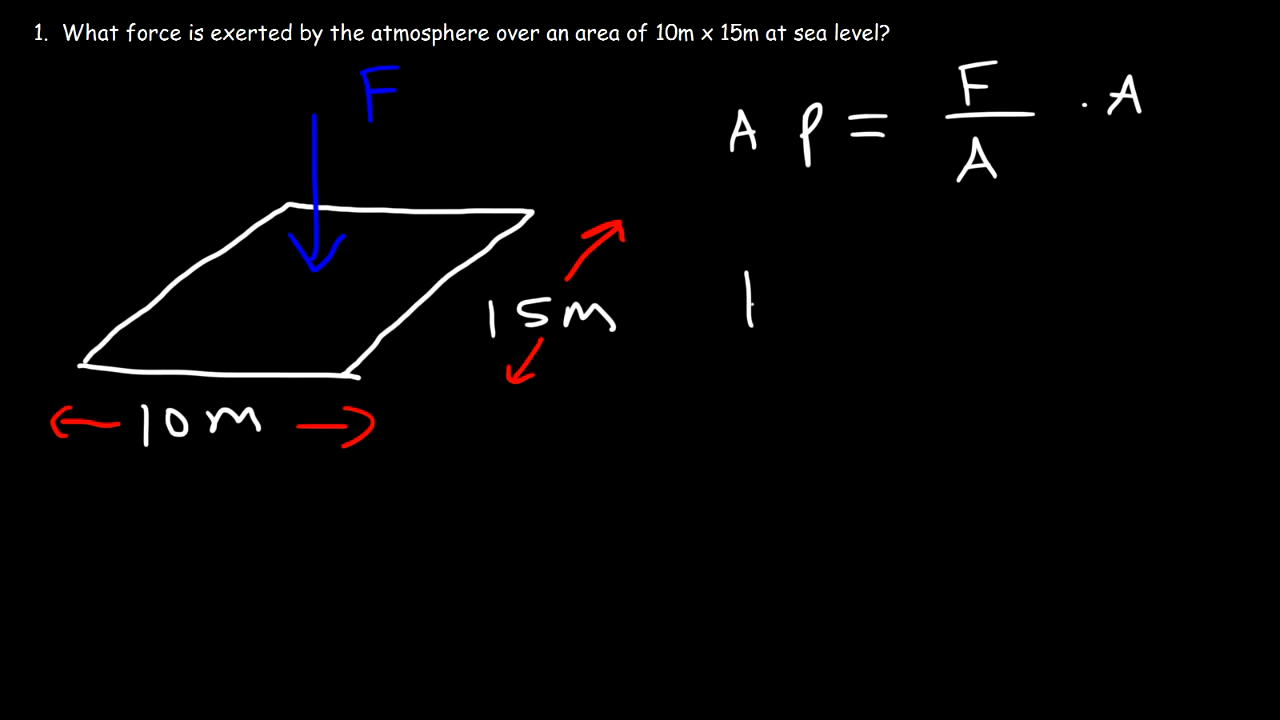 1. What force is exerted by the atmosphere over an area of 10m x 15m at sea level?
F
A P = F/A · A
15m
1
10m